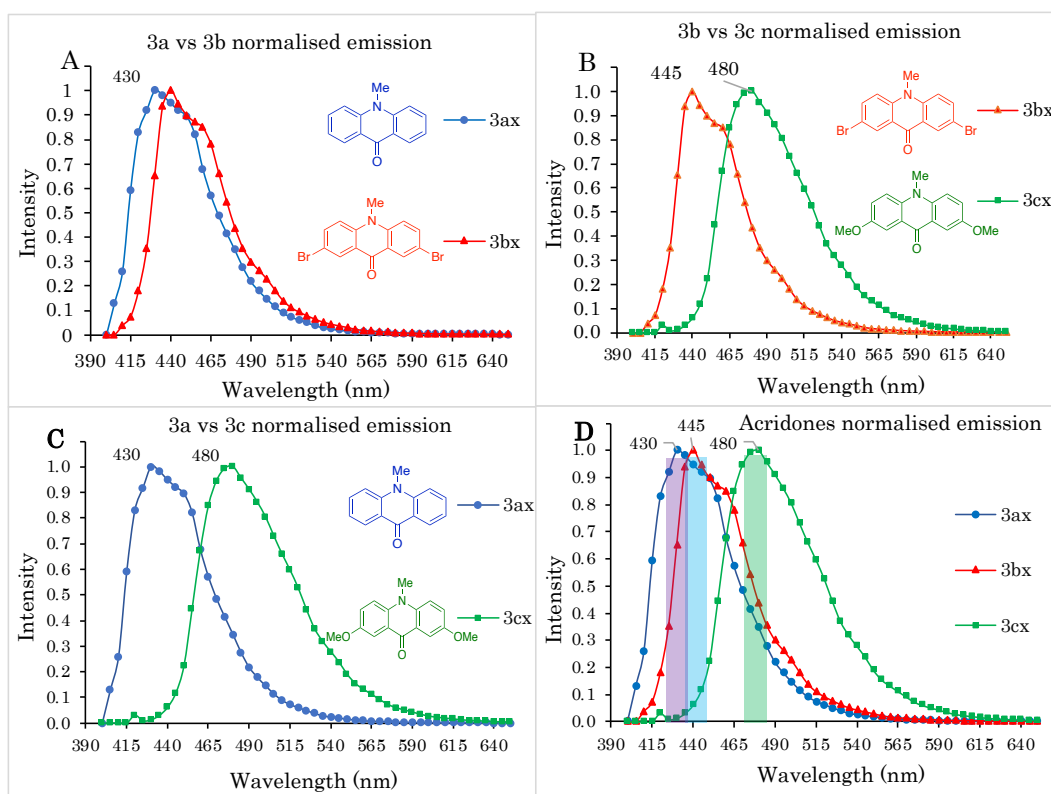 3a vs 3b normalised emission
A
430
Me
N
O
3ax
Me
N
Br
Br
O
3bx
Intensity
1
0.9
0.8
0.7
0.6
0.5
0.4
0.3
0.2
0.1
0
390 415 440 465 490 515 540 565 590 615 640
Wavelength (nm)
3b vs 3c normalised emission
B
445
480
Me
N
Br
Br
O
3bx
Me
N
MeO
OMe
O
3cx
Intensity
1.0
0.9
0.8
0.7
0.6
0.5
0.4
0.3
0.2
0.1
0.0
390 415 440 465 490 515 540 565 590 615 640
Wavelength (nm)
3a vs 3c normalised emission
C
430
480
Me
N
O
3ax
Me
N
MeO
OMe
O
3cx
Intensity
1.0
0.9
0.8
0.7
0.6
0.5
0.4
0.3
0.2
0.1
0.0
390 415 440 465 490 515 540 565 590 615 640
Wavelength (nm)
Acridones normalised emission
D
430
445
480
3ax
3bx
3cx
Intensity
1.0
0.9
0.8
0.7
0.6
0.5
0.4
0.3
0.2
0.1
0.0
390 415 440 465 490 515 540 565 590 615 640
Wavelength (nm)